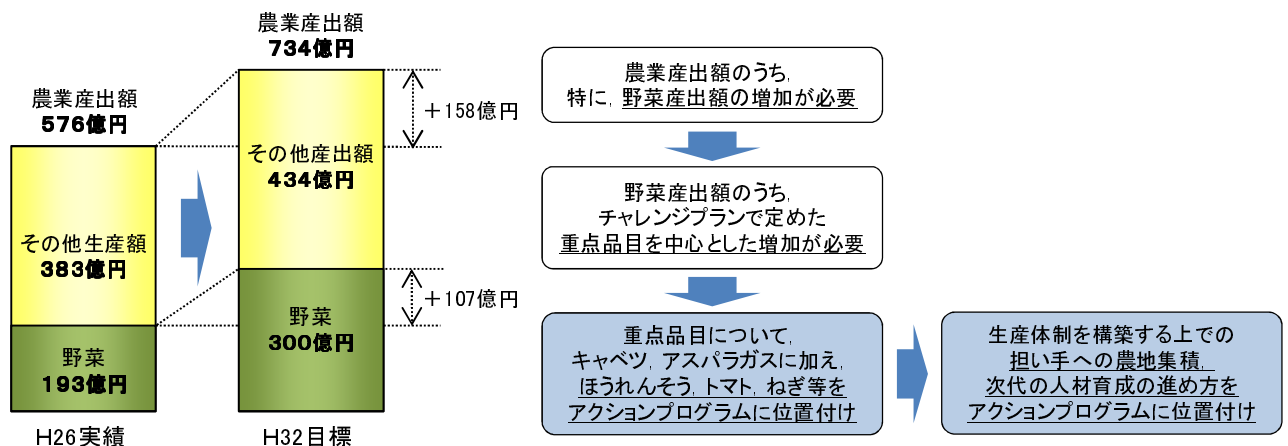 農業産出額
576億円
その他生産額
383億円
野菜
193億円
H26実績
農業産出額
734億円
その他産出額
434億円
野菜
300億円
H32目標
+158億円
+107億円
農業産出額のうち,
特に, 野菜産出額の増加が必要
野菜産出額のうち,
チャレンジプランで定めた
重点品目を中心とした増加が必要
重点品目について,
キャベツ, アスパラガスに加え,
ほうれんそう, トマト, ねぎ等を
アクションプログラムに位置付け
生産体制を構築する上での
担い手への農地集積,
次代の人材育成の進め方を
アクションプログラムに位置付け